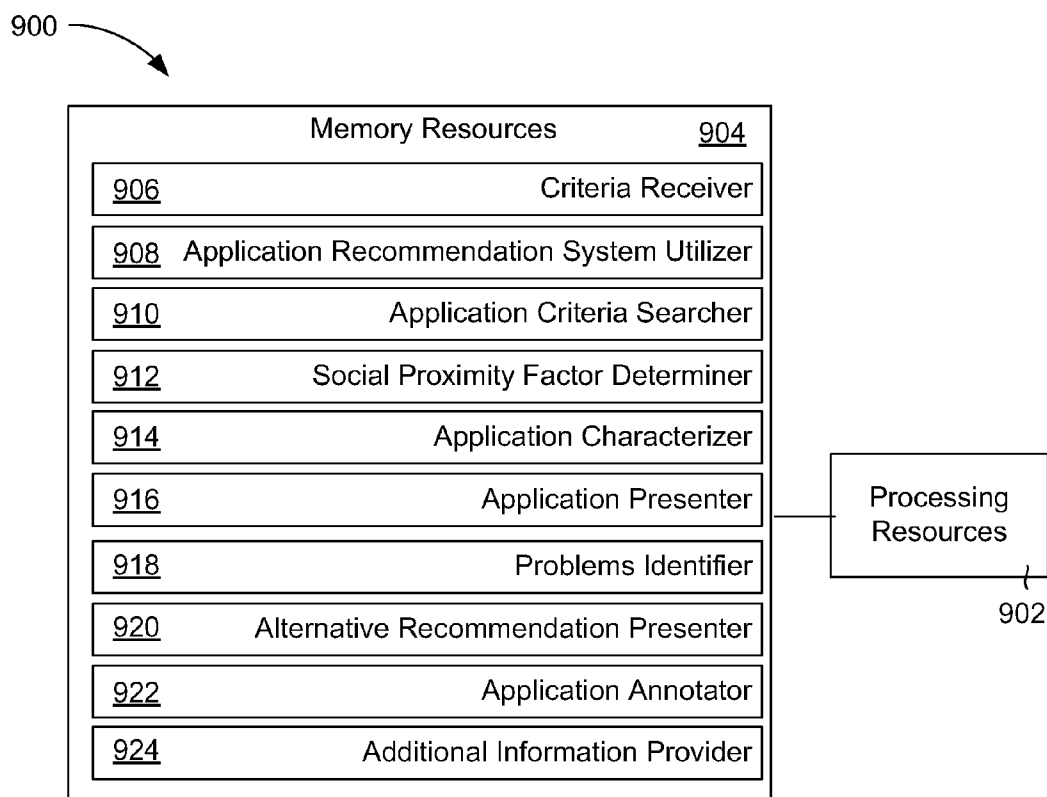 900
Memory Resources 904
906 Criteria Receiver
908 Application Recommendation System Utilizer
910 Application Criteria Searcher
912 Social Proximity Factor Determiner
914 Application Characterizer
916 Application Presenter
918 Problems Identifier
920 Alternative Recommendation Presenter
922 Application Annotator
924 Additional Information Provider
Processing
Resources
902